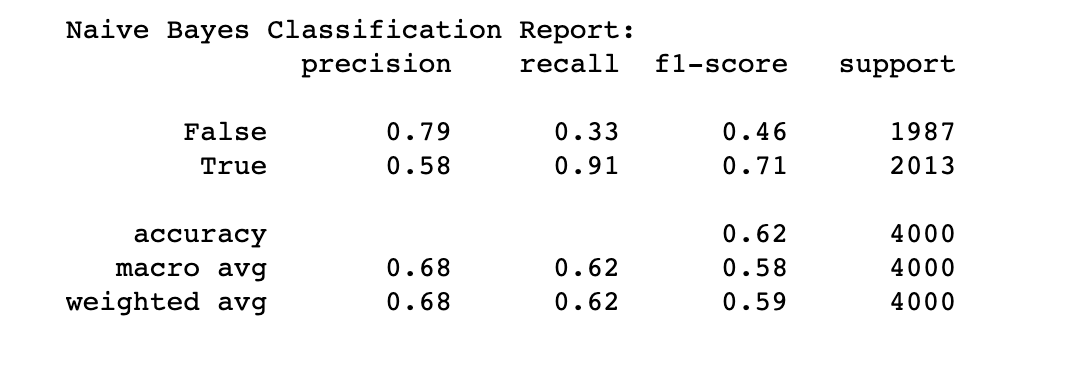 Naive Bayes Classification Report:
precision recall f1-score support
False 0.79 0.33 0.46 1987
True 0.58 0.91 0.71 2013
accuracy 0.62 4000
macro avg 0.68 0.62 0.58 4000
weighted avg 0.68 0.62 0.59 4000